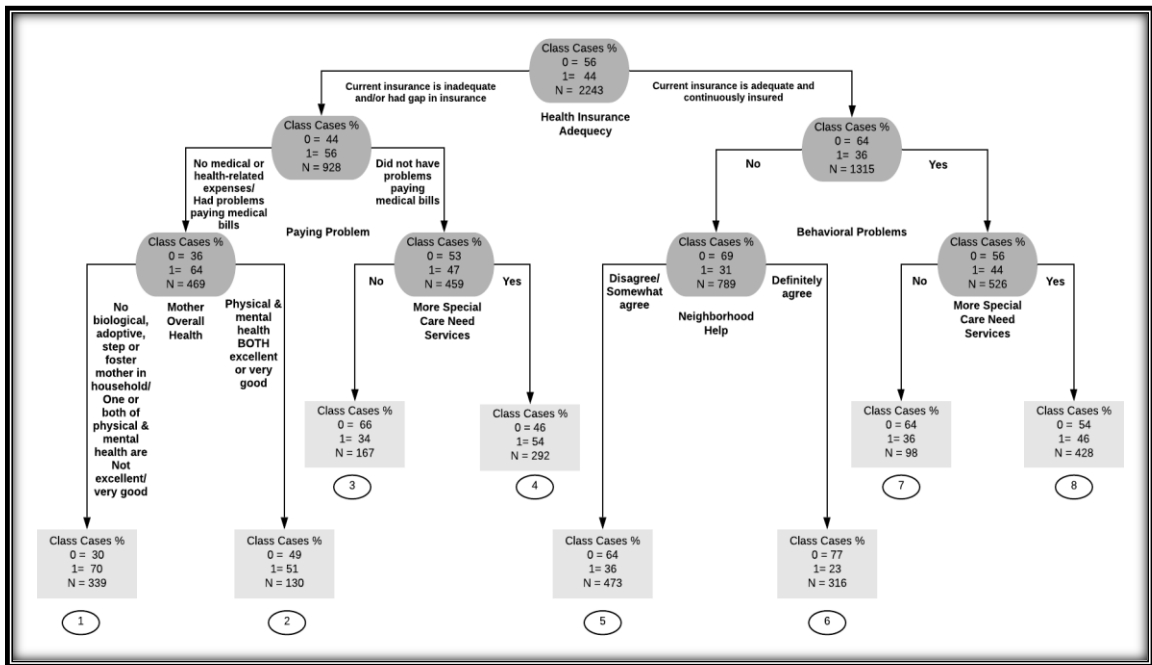 Class Cases %
0 = 56
1= 44
N = 2243
Health Insurance
Adequecy
Current insurance is inadequate
and/or had gap in insurance
Current insurance is adequate and
continuously insured
Class Cases %
0 = 44
1= 56
N = 928
Class Cases %
0 = 64
1= 36
N = 1315
No medical or
health-related
expenses/
Had problems
paying medical
bills
Did not have
problems
paying
medical bills
Paying Problem
No
Yes
Behavioral Problems
Class Cases %
0 = 36
1= 64
N = 469
Mother
Overall
Health
Class Cases %
0 = 53
1= 47
N = 459
More Special
Care Need
Services
Class Cases %
0 = 69
1= 31
N = 789
Neighborhood
Help
Class Cases %
0 = 56
1= 44
N = 526
More Special
Care Need
Services
No
biological,
adoptive,
step or
foster
mother in
household/
One or
both of
physical &
mental
health are
Not
excellent/
very good
Physical &
mental
health
BOTH
excellent
or very
good
No
Yes
Disagree/
Somewhat
agree
Definitely
agree
No
Yes
Class Cases %
0 = 66
1 = 34
N = 167
3
Class Cases %
0 = 46
1= 54
N = 292
4
Class Cases %
0 = 64
1= 36
N = 98
7
Class Cases %
0 = 54
1= 46
N = 428
8
Class Cases %
0 = 30
1= 70
N = 339
1
Class Cases %
0 = 49
1= 51
N = 130
2
Class Cases %
0 = 64
1= 36
N = 473
5
Class Cases %
0 = 77
1= 23
N = 316
6